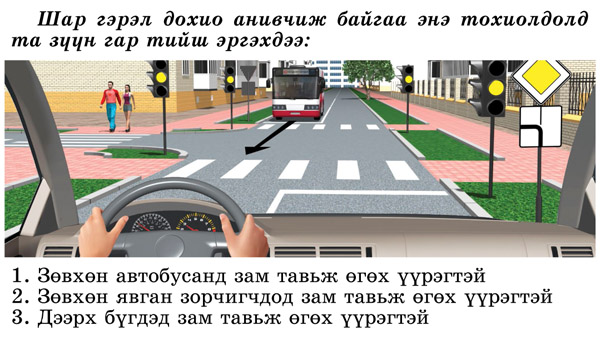 Шар гэрэл дохио анивчиж байгаа энэ тохиолдолд
та зүүн гар тийш эргэхдээ:
1. Зөвхөн автобусанд зам тавьж өгөх үүрэгтэй
2. Зөвхөн явган зорчигчдод зам тавьж өгөх үүрэгтэй
3. Дээрх бүгдэд зам тавьж өгөх үүрэгтэй